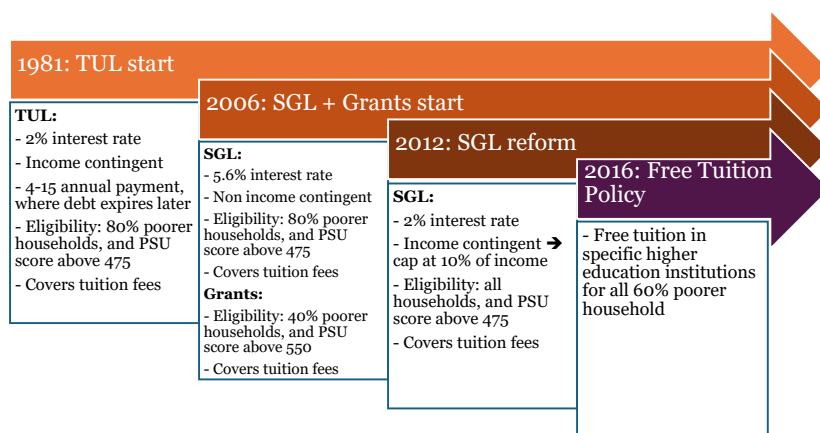 1981: TUL start
TUL:
- 2% interest rate
- Income contingent
- 4-15 annual payment,
where debt expires later
- Eligibility: 80% poorer
households, and PSU
score above 475
- Covers tuition fees
2006: SGL + Grants start
SGL:
- 5.6% interest rate
- Non income contingent
- Eligibility: 80% poorer
households, and PSU
score above 475
- Covers tuition fees
Grants:
- Eligibility: 40% poorer
households, and PSU
score above 550
- Covers tuition fees
2012: SGL reform
SGL:
- 2% interest rate
- Income contingent ➔
cap at 10% of income
- Eligibility: all
households, and PSU
score above 475
- Covers tuition fees
2016: Free Tuition
Policy
- Free tuition in
specific higher
education institutions
for all 60% poorer
household